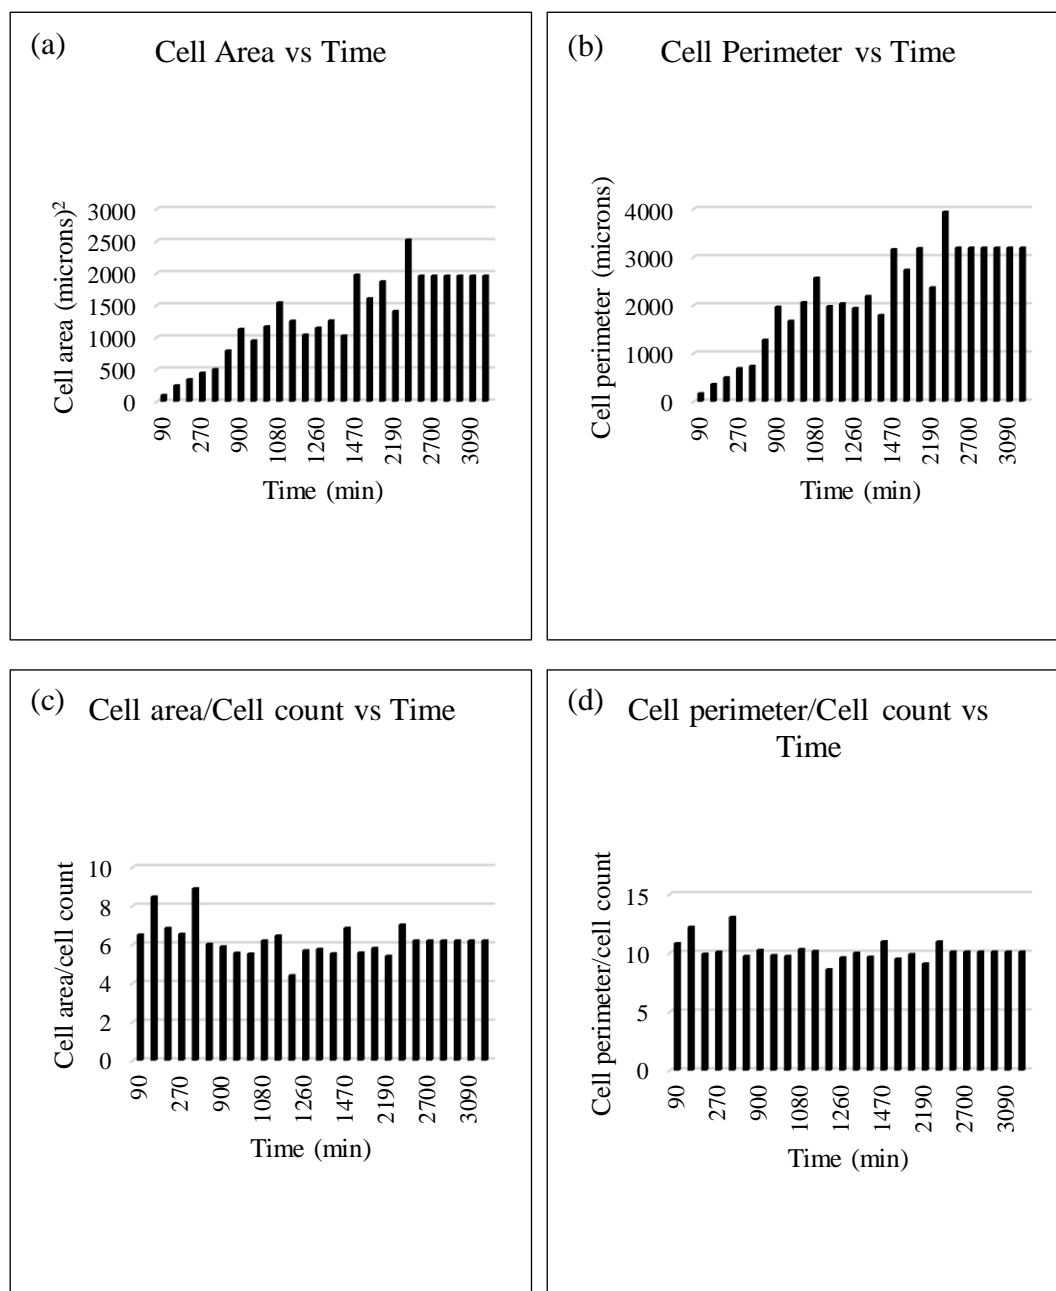 (a) Cell Area vs Time
Cell area (microns)²
3000
2500
2000
1500
1000
500
0
90 270 900 1080 1260 1470 2190 2700 3090
Time (min)
(b) Cell Perimeter vs Time
Cell perimeter (microns)
4000
3000
2000
1000
0
90 270 900 1080 1260 1470 2190 2700 3090
Time (min)
(c) Cell area/Cell count vs Time
Cell area/cell count
10
8
6
4
2
0
90 270 900 1080 1260 1470 2190 2700 3090
Time (min)
(d) Cell perimeter/Cell count vs
Time
Cell perimeter/cell count
15
10
5
0
90 270 900 1080 1260 1470 2190 2700 3090
Time (min)